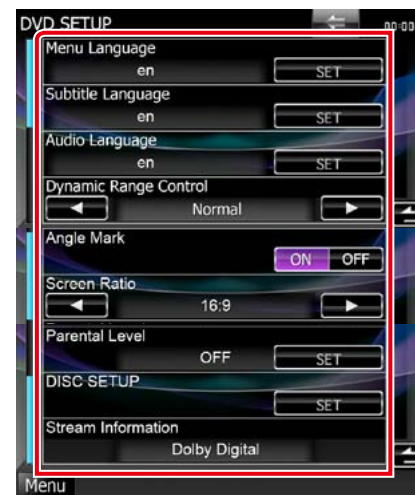 DVD SETUP 00:00
Menu Language
en SET
Subtitle Language
en SET
Audio Language
en SET
Dynamic Range Control
Normal
Angle Mark
ON OFF
Screen Ratio
16:9
Parental Level
OFF SET
DISC SETUP
SET
Stream Information
Dolby Digital
Menu